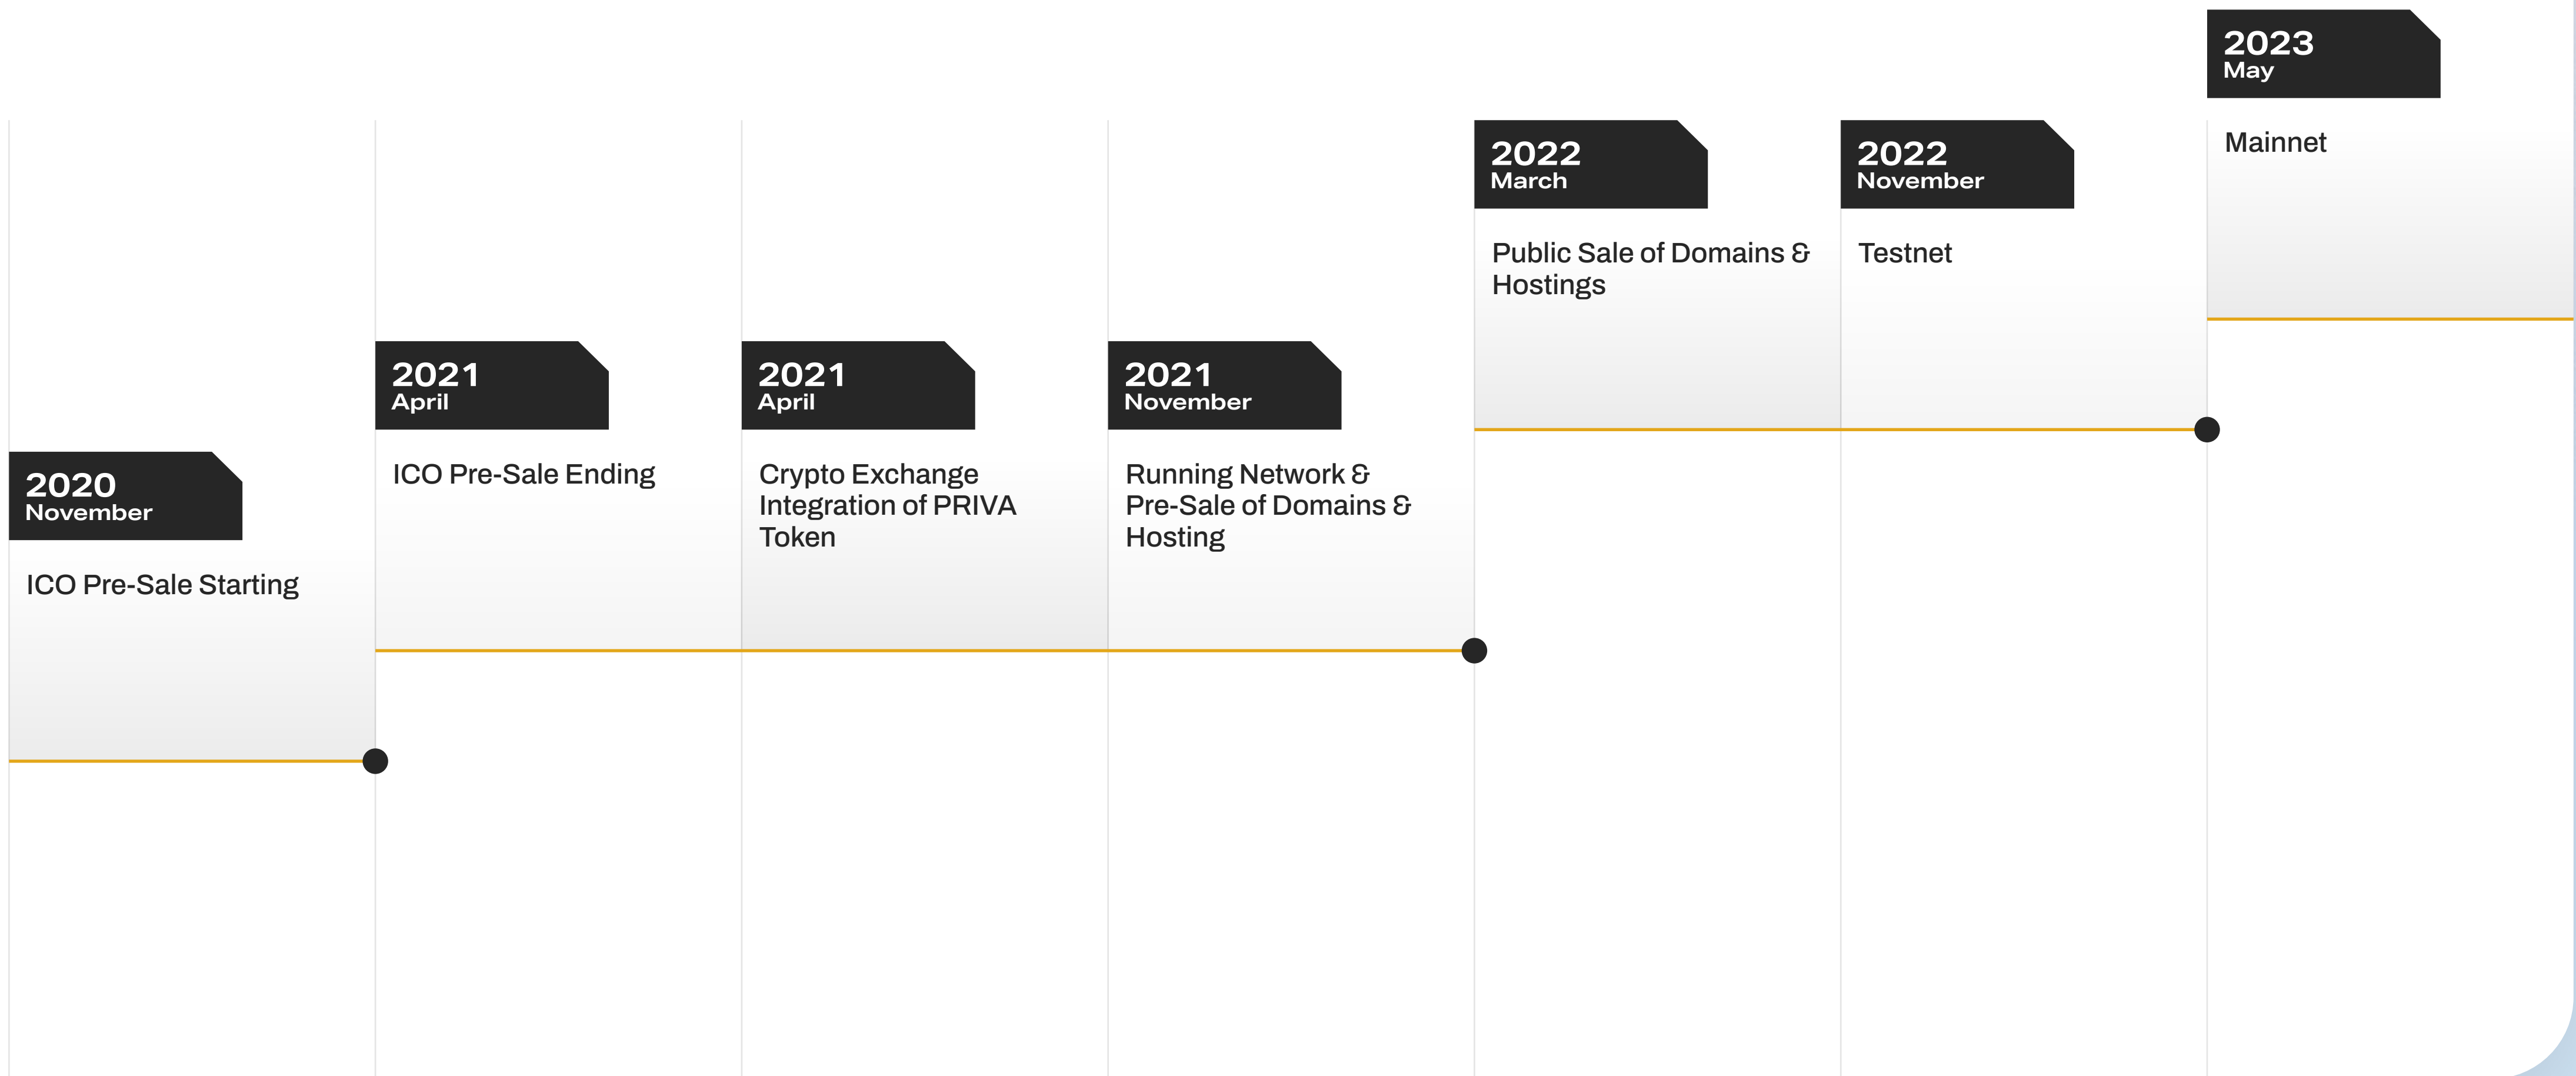 2020
November
ICO Pre-Sale Starting
2021
April
ICO Pre-Sale Ending
2021
April
Crypto Exchange
Integration of PRIVA
Token
2021
November
Running Network &
Pre-Sale of Domains &
Hosting
2022
March
Public Sale of Domains &
Hostings
2022
November
Testnet
2023
May
Mainnet